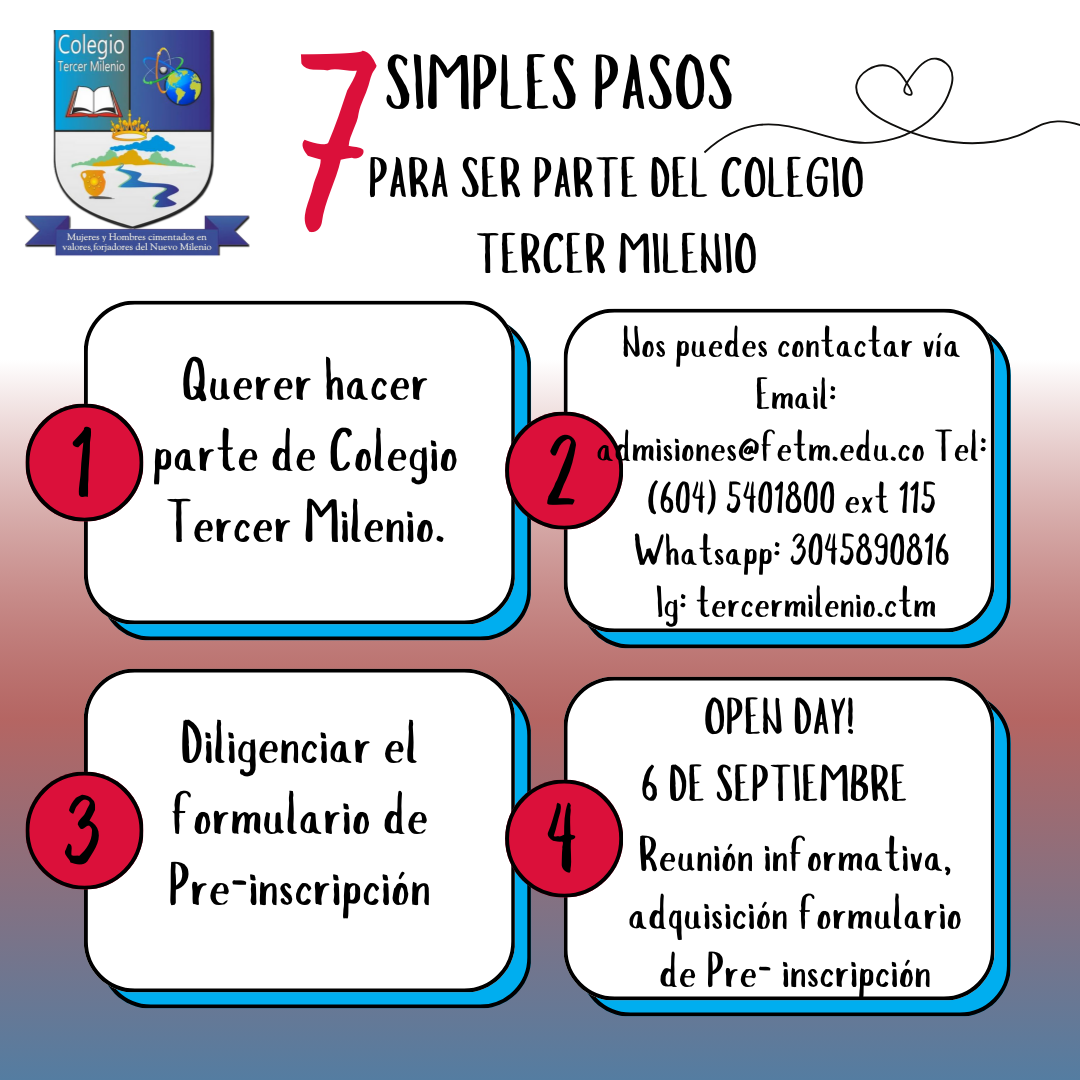 Colegio
Tercer Milenio
Mujeres y Hombres cimentados en
valores,forjadores del Nuevo Milenio
7 SIMPLES PASOS
PARA SER PARTE DEL COLEGIO
TERCER MILENIO
1
Querer hacer
parte de Colegio
Tercer Milenio.
2
Nos puedes contactar vía
Email:
admisiones@fetm.edu.co Tel:
(604) 5401800 ext 115
Whatsapp: 3045890816
Ig: tercermilenio.ctm
3
Diligenciar el
formulario de
Pre-inscripción
4
OPEN DAY!
6 DE SEPTIEMBRE
Reunión informativa,
adquisición formulario
de Pre- inscripción